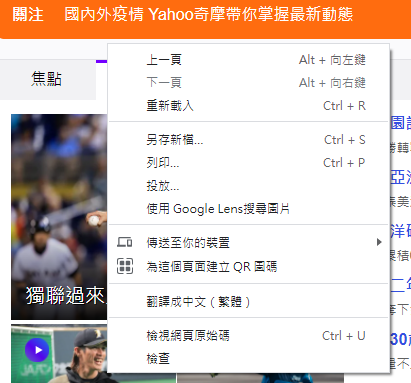 關注 國內外疫情 Yahoo奇摩帶你掌握最新動態
焦點
上一頁 Alt + 向左鍵
下一頁 Alt + 向右鍵
重新載入 Ctrl + R
另存新檔... Ctrl + S
列印... Ctrl + P
投放...
使用 Google Lens搜尋圖片
傳送至你的裝置
為這個頁面建立 QR 圖碼
翻譯成中文（繁體）
檢視網頁原始碼 Ctrl + U
檢查
獨聯過來
園
亞
洋
二
30